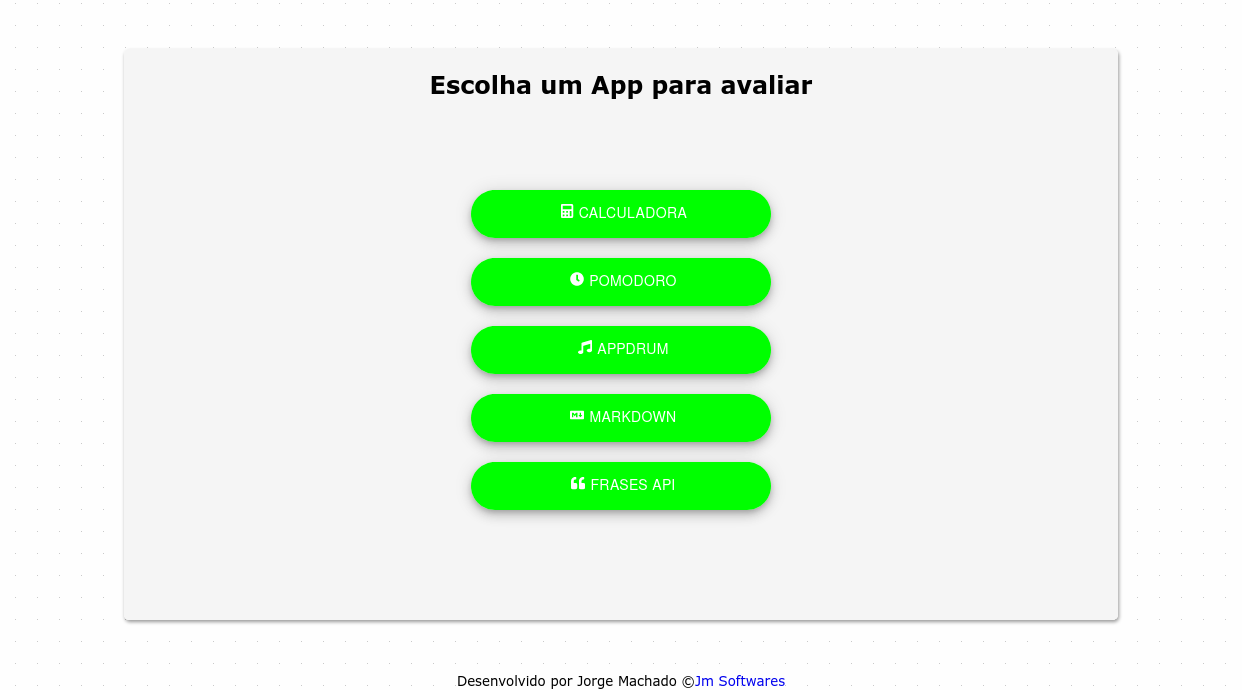 Escolha um App para avaliar
CALCULADORA
POMODORO
APPDRUM
MARKDOWN
FRASES API
Desenvolvido por Jorge Machado ©Jm Softwares